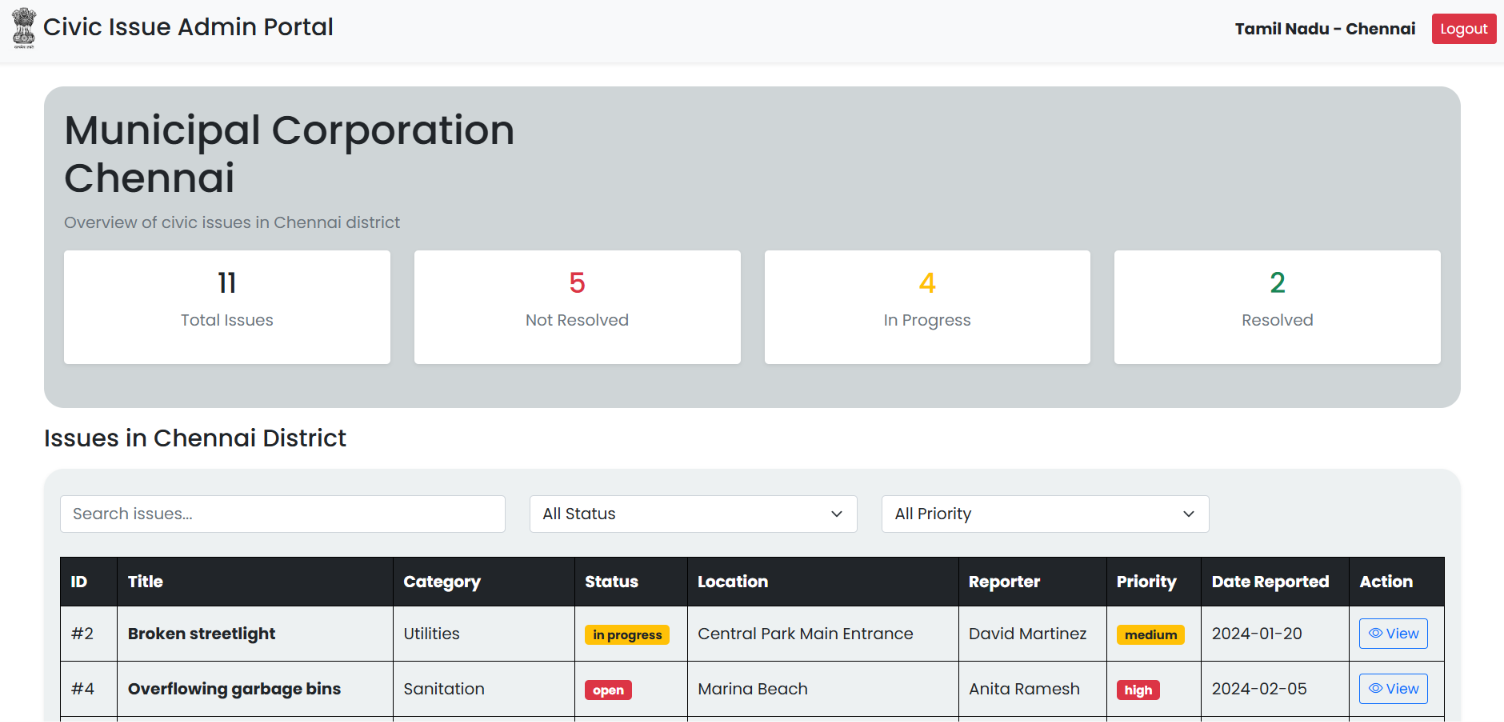 Civic Issue Admin Portal
Tamil Nadu - Chennai Logout
Municipal Corporation
Chennai
Overview of civic issues in Chennai district
11 5 4 2
Total Issues Not Resolved In Progress Resolved
Issues in Chennai District
Search issues... All Status All Priority
ID Title Category Status Location Reporter Priority Date Reported Action
#2 Broken streetlight Utilities in progress Central Park Main Entrance David Martinez medium 2024-01-20 View
#4 Overflowing garbage bins Sanitation open Marina Beach Anita Ramesh high 2024-02-05 View